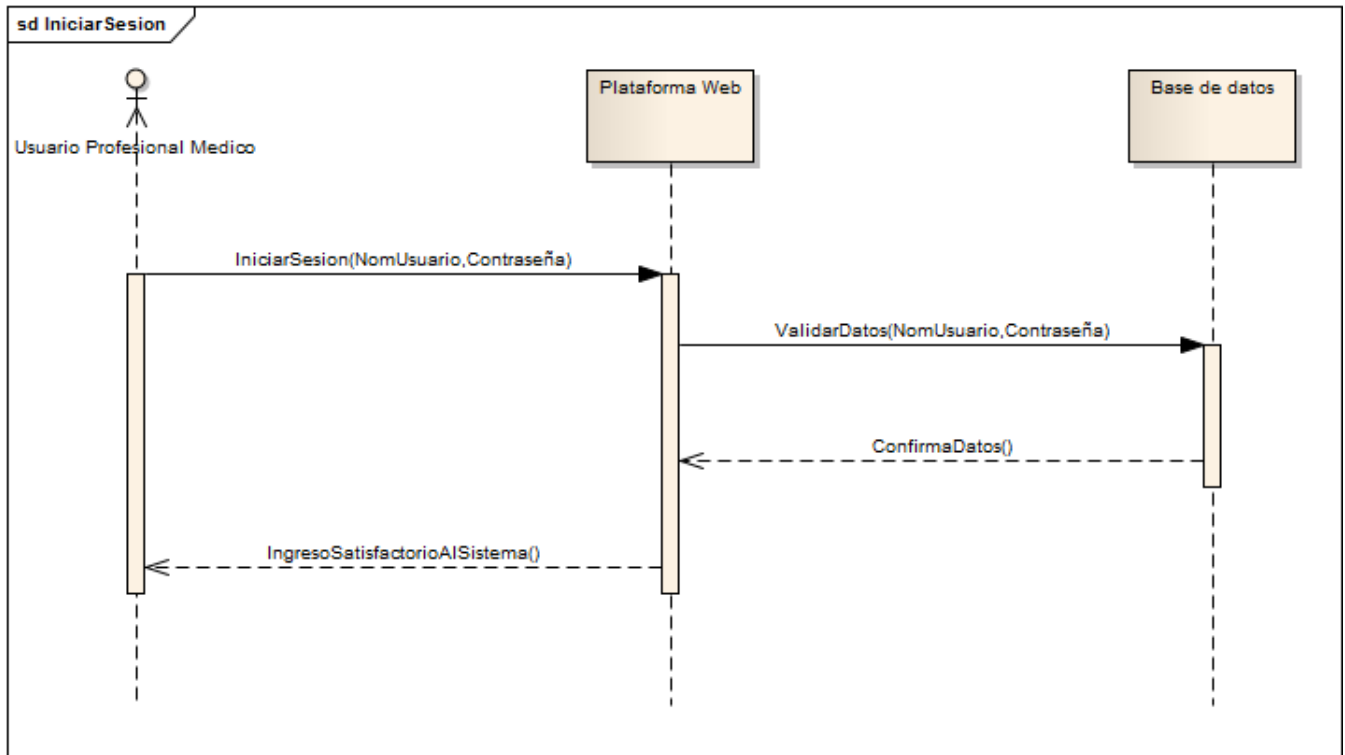 sd IniciarSesion
Usuario Profesional Medico
Plataforma Web
Base de datos
IniciarSesion(NomUsuario,Contraseña)
ValidarDatos(NomUsuario,Contraseña)
ConfirmaDatos()
IngresoSatisfactorioAlSistema()